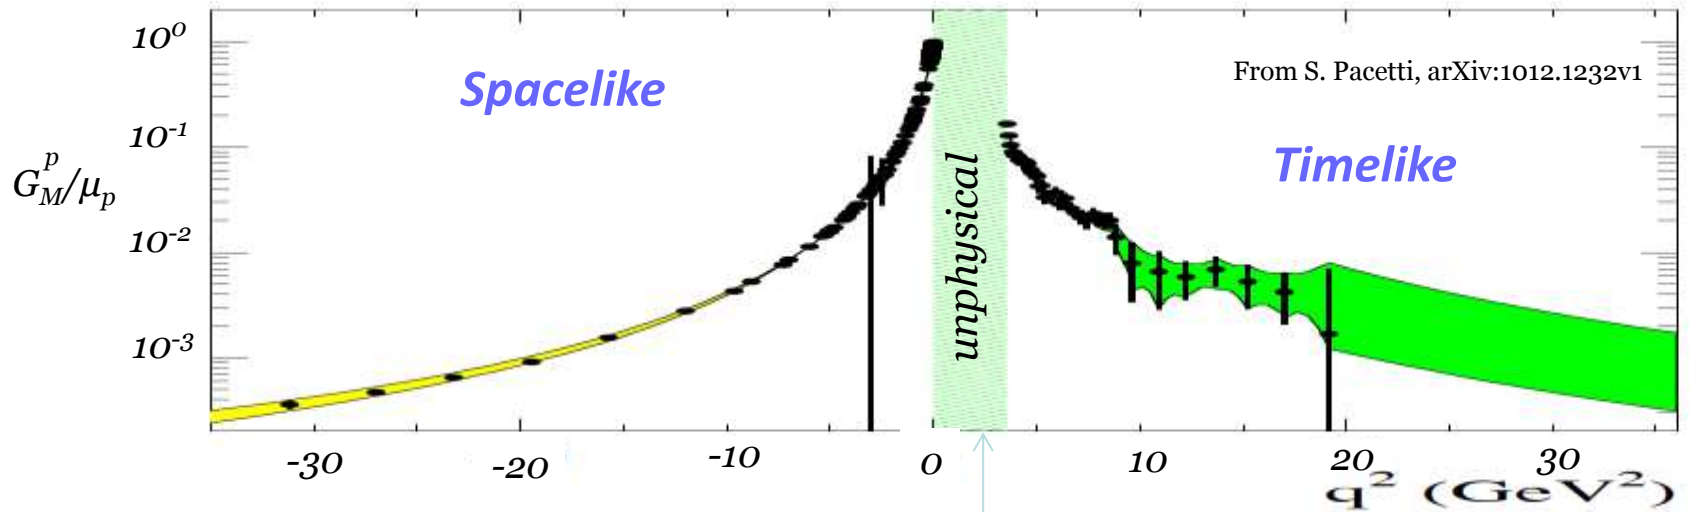 10⁰
10⁻¹
10⁻²
10⁻³
G_M^p/μ_p
Spacelike
unphyisical
From S. Pacetti, arXiv:1012.1232v1
Timelike
-30 -20 -10 0 10 20 30
q² (GeV²)